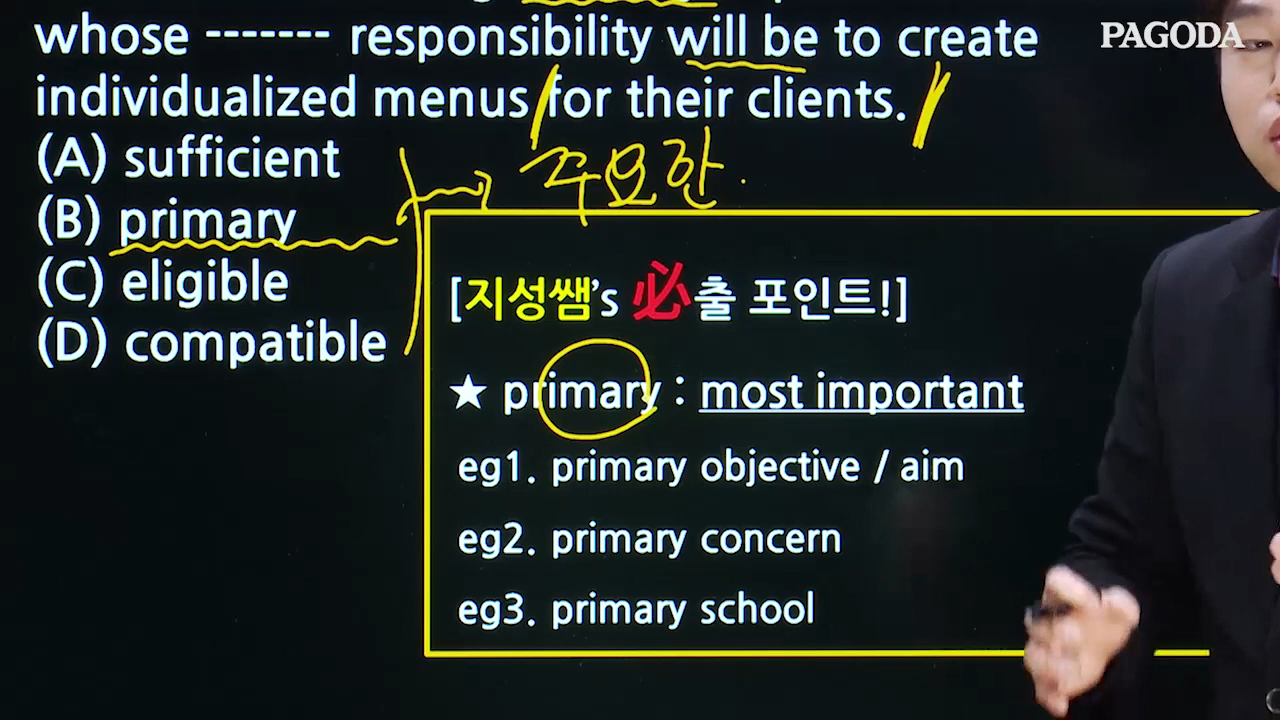 PAGODA
whose ------- responsibility will be to create
individualized menus for their clients.
(A) sufficient
(B) primary
(C) eligible
(D) compatible
주요한.
[지성쌤's 必출 포인트!]
★ primary : most important
eg1. primary objective / aim
eg2. primary concern
eg3. primary school